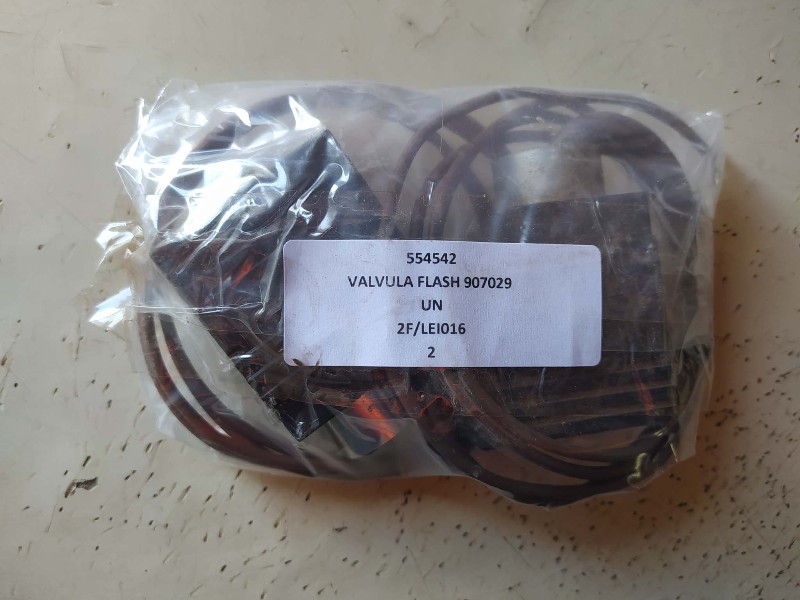 554542
VALVULA FLASH 907029
UN
2F/LEI016
2